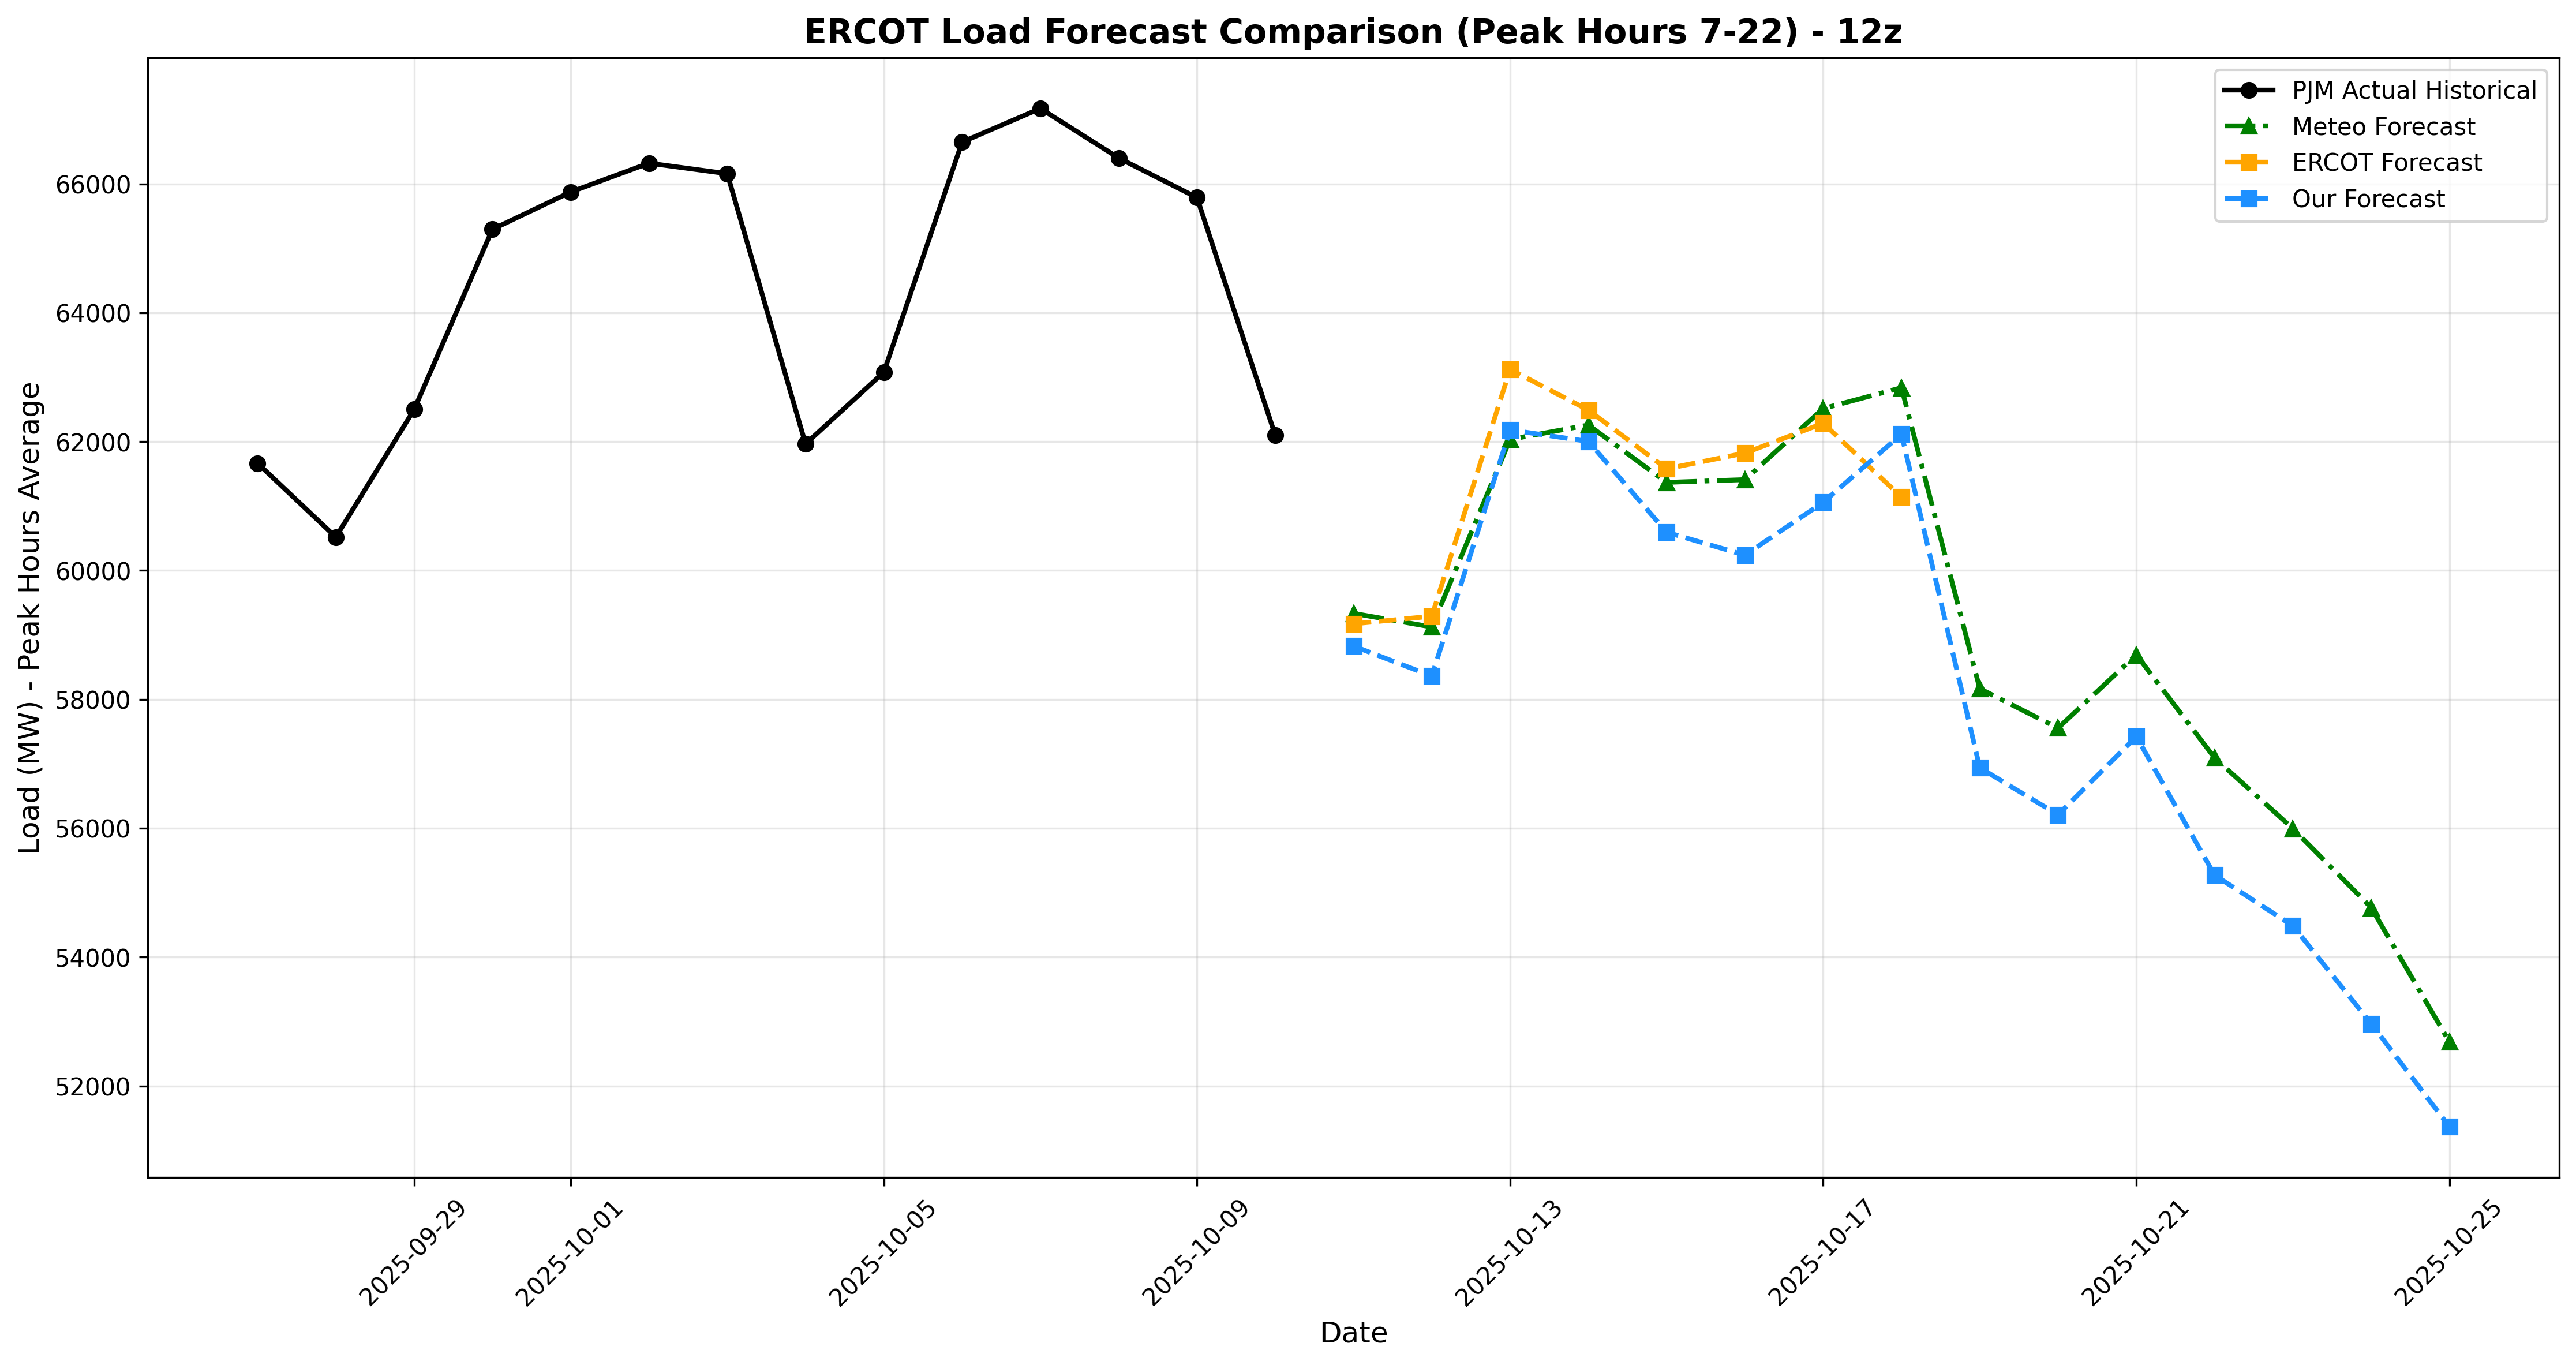 ERCOT Load Forecast Comparison (Peak Hours 7-22) - 12z
PJM Actual Historical
Meteo Forecast
ERCOT Forecast
Our Forecast
Load (MW) - Peak Hours Average
66000
64000
62000
60000
58000
56000
54000
52000
2025-09-29
2025-10-01
2025-10-05
2025-10-09
2025-10-13
2025-10-17
2025-10-21
2025-10-25
Date